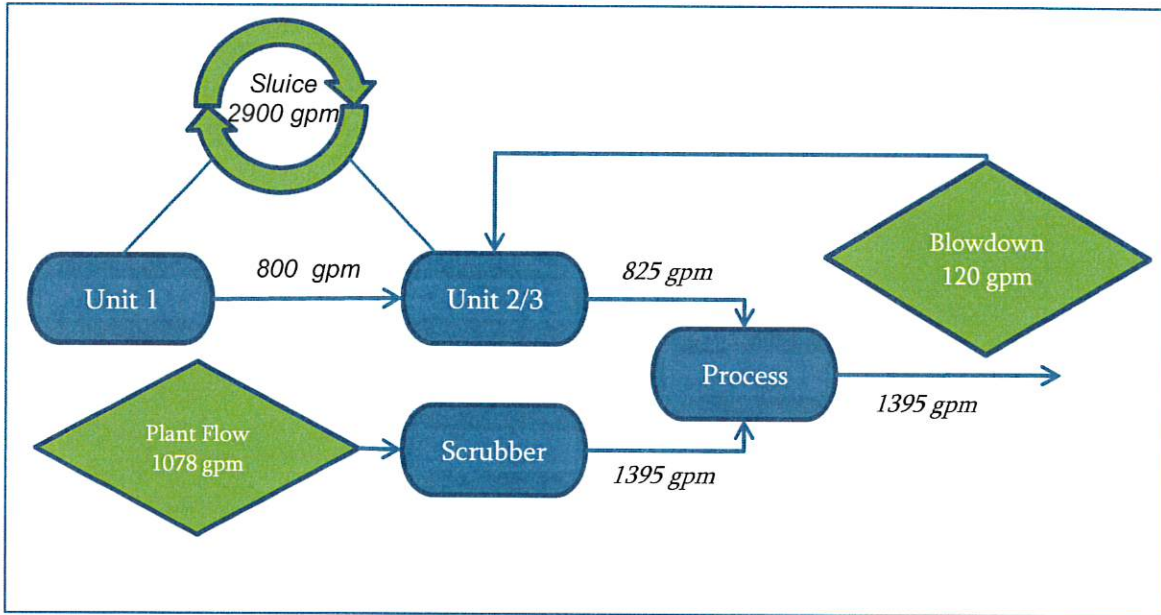 Sluice
2900 gpm
Blowdown
120 gpm
800 gpm
825 gpm
Unit 1
Unit 2/3
Process
1395 gpm
Plant Flow
1078 gpm
Scrubber
1395 gpm